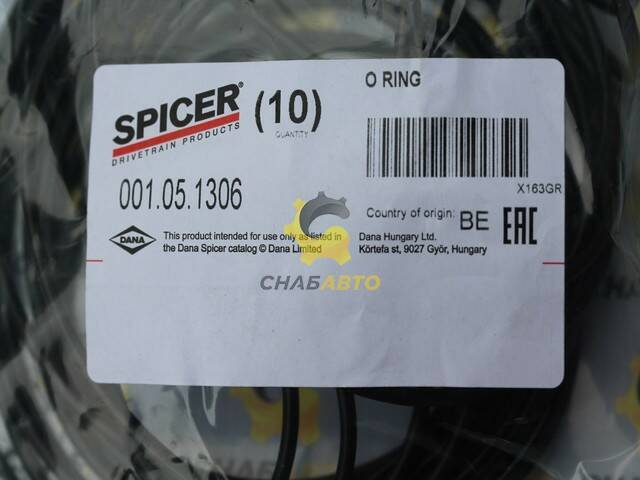 SPICER®
DRIVETRAIN PRODUCTS
(10)
QUANTITY
O RING
X163GR
001.05.1306
Country of origin: BE
EAC
DANA
This product intended for use only as listed in
the Dana Spicer catalog © Dana Limited
Dana Hungary Ltd.
Körtefa st, 9027 Györ, Hungary
СНАБАВТО
СНАБАВТО